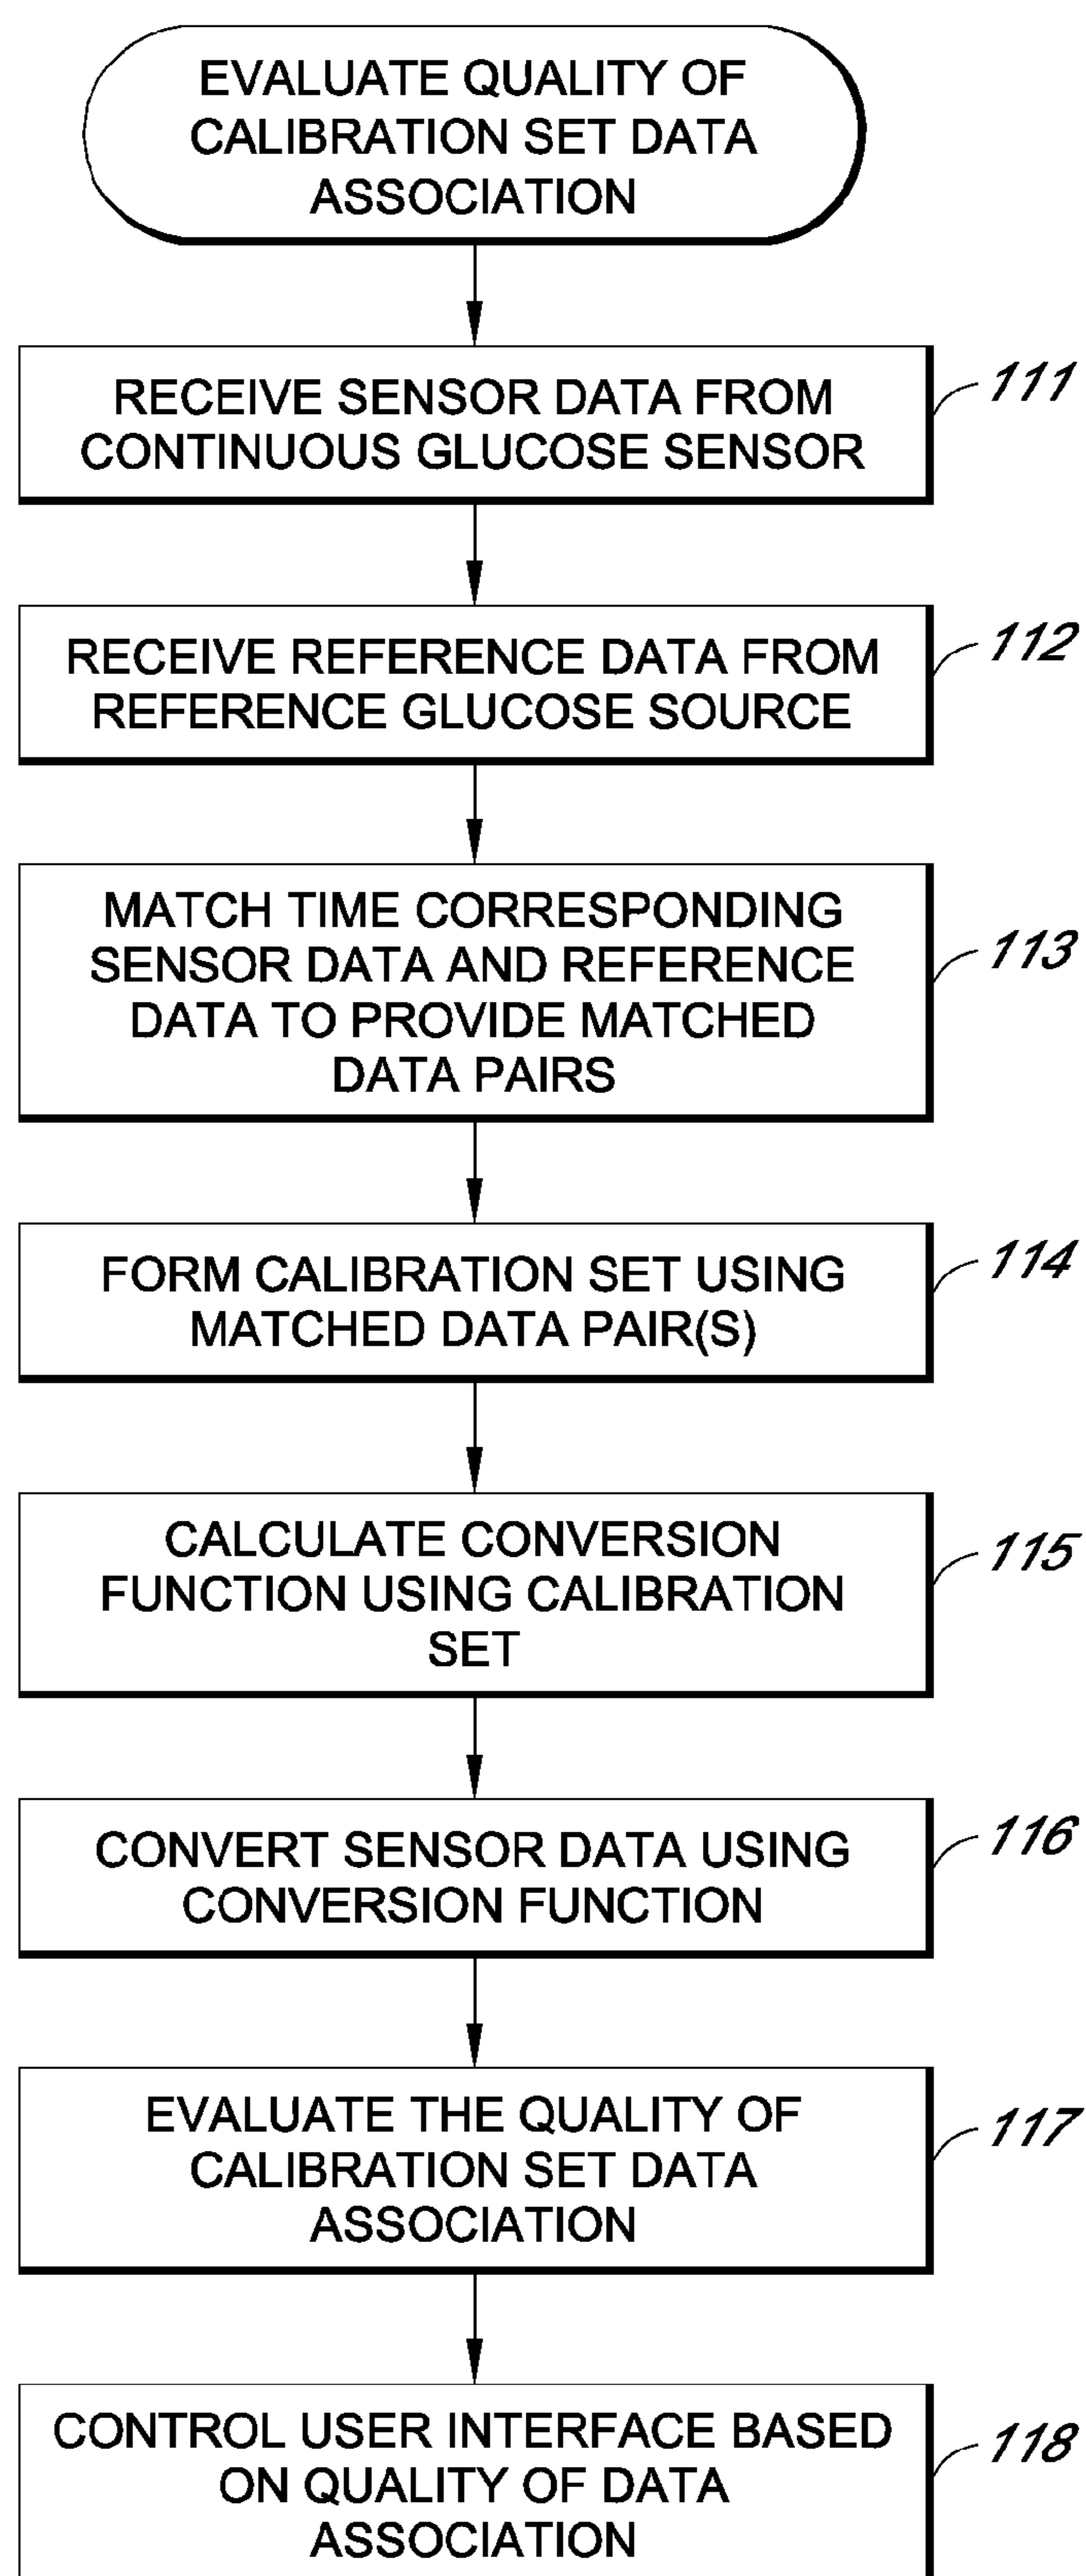 EVALUATE QUALITY OF
CALIBRATION SET DATA
ASSOCIATION
RECEIVE SENSOR DATA FROM
CONTINUOUS GLUCOSE SENSOR
111
RECEIVE REFERENCE DATA FROM
REFERENCE GLUCOSE SOURCE
112
MATCH TIME CORRESPONDING
SENSOR DATA AND REFERENCE
DATA TO PROVIDE MATCHED
DATA PAIRS
113
FORM CALIBRATION SET USING
MATCHED DATA PAIR(S)
114
CALCULATE CONVERSION
FUNCTION USING CALIBRATION
SET
115
CONVERT SENSOR DATA USING
CONVERSION FUNCTION
116
EVALUATE THE QUALITY OF
CALIBRATION SET DATA
ASSOCIATION
117
CONTROL USER INTERFACE BASED
ON QUALITY OF DATA
ASSOCIATION
118